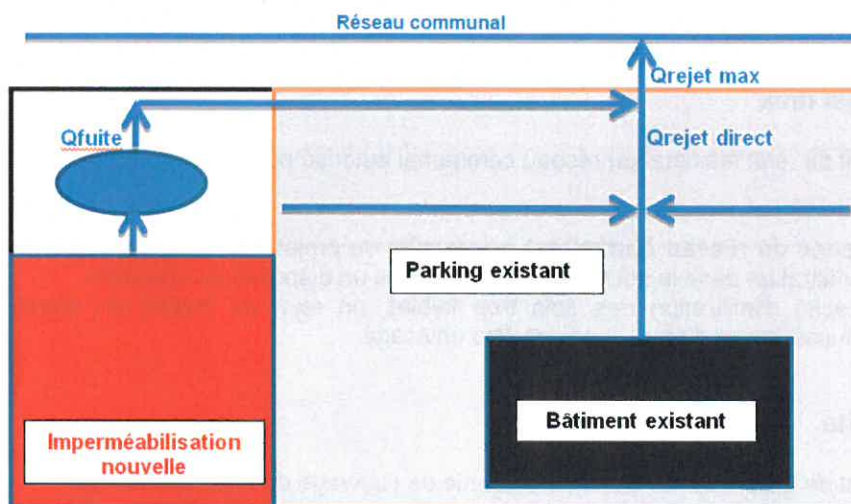 Réseau communal
Qrejet max
Qfuite
Qrejet direct
Parking existant
Bâtiment existant
Imperméabilisation
nouvelle